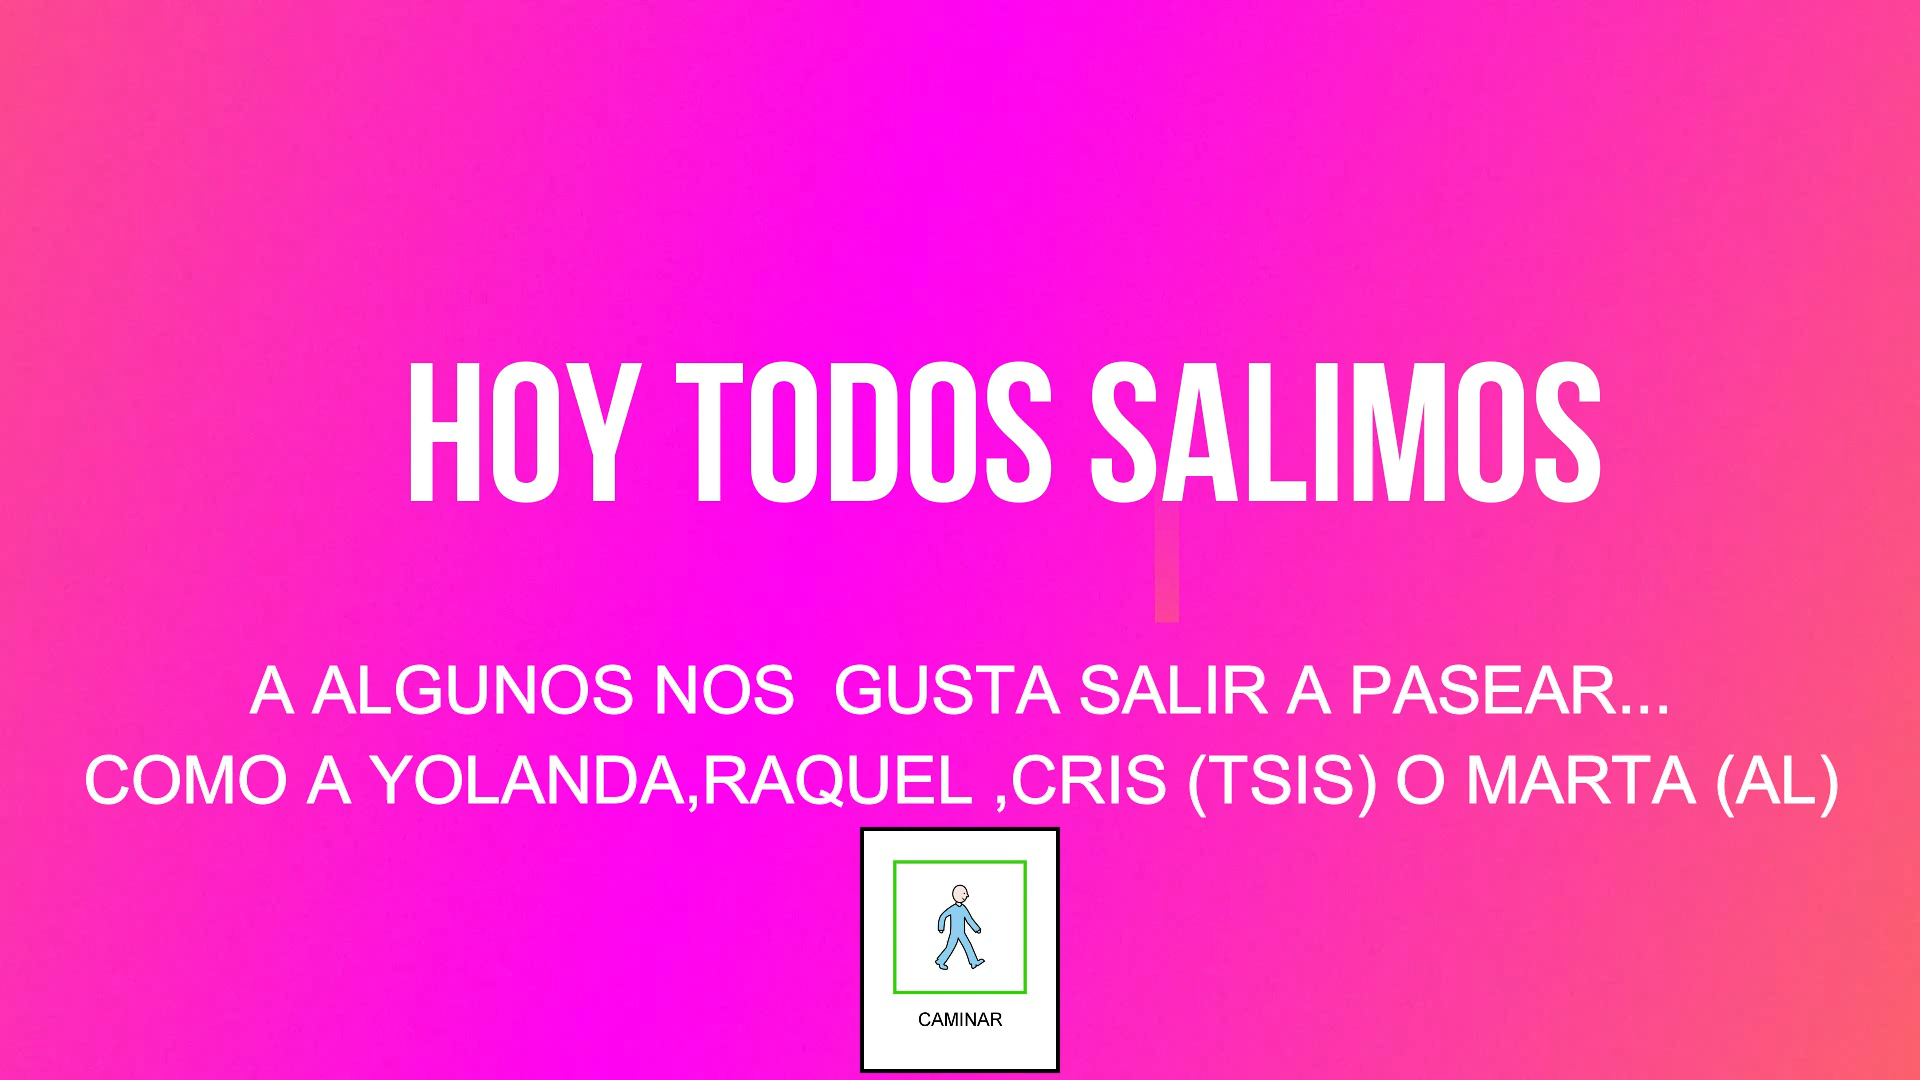 HOY TODOS SALIMOS
A ALGUNOS NOS  GUSTA SALIR A PASEAR...
COMO A YOLANDA,RAQUEL ,CRIS (TSIS) O MARTA (AL)
CAMINAR